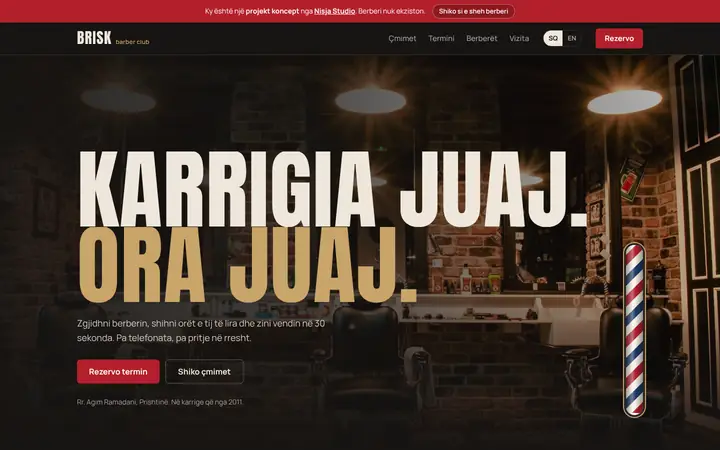 Ky është një projekt koncept nga Nisja Studio. Berberi nuk ekziston. Shiko si e sheh berberi
BRISK barber club Çmimet Termini Berberët Vizita SQ EN Rezervo
KARRIGIA JUAJ.
ORA JUAJ.
Zgjidhni berberin, shihni orët e tij të lira dhe zini vendin në 30
sekonda. Pa telefonata, pa pritje në rresht.
Rezervo termin Shiko çmimet
Rr. Agim Ramadani, Prishtinë. Në karrige që nga 2011.